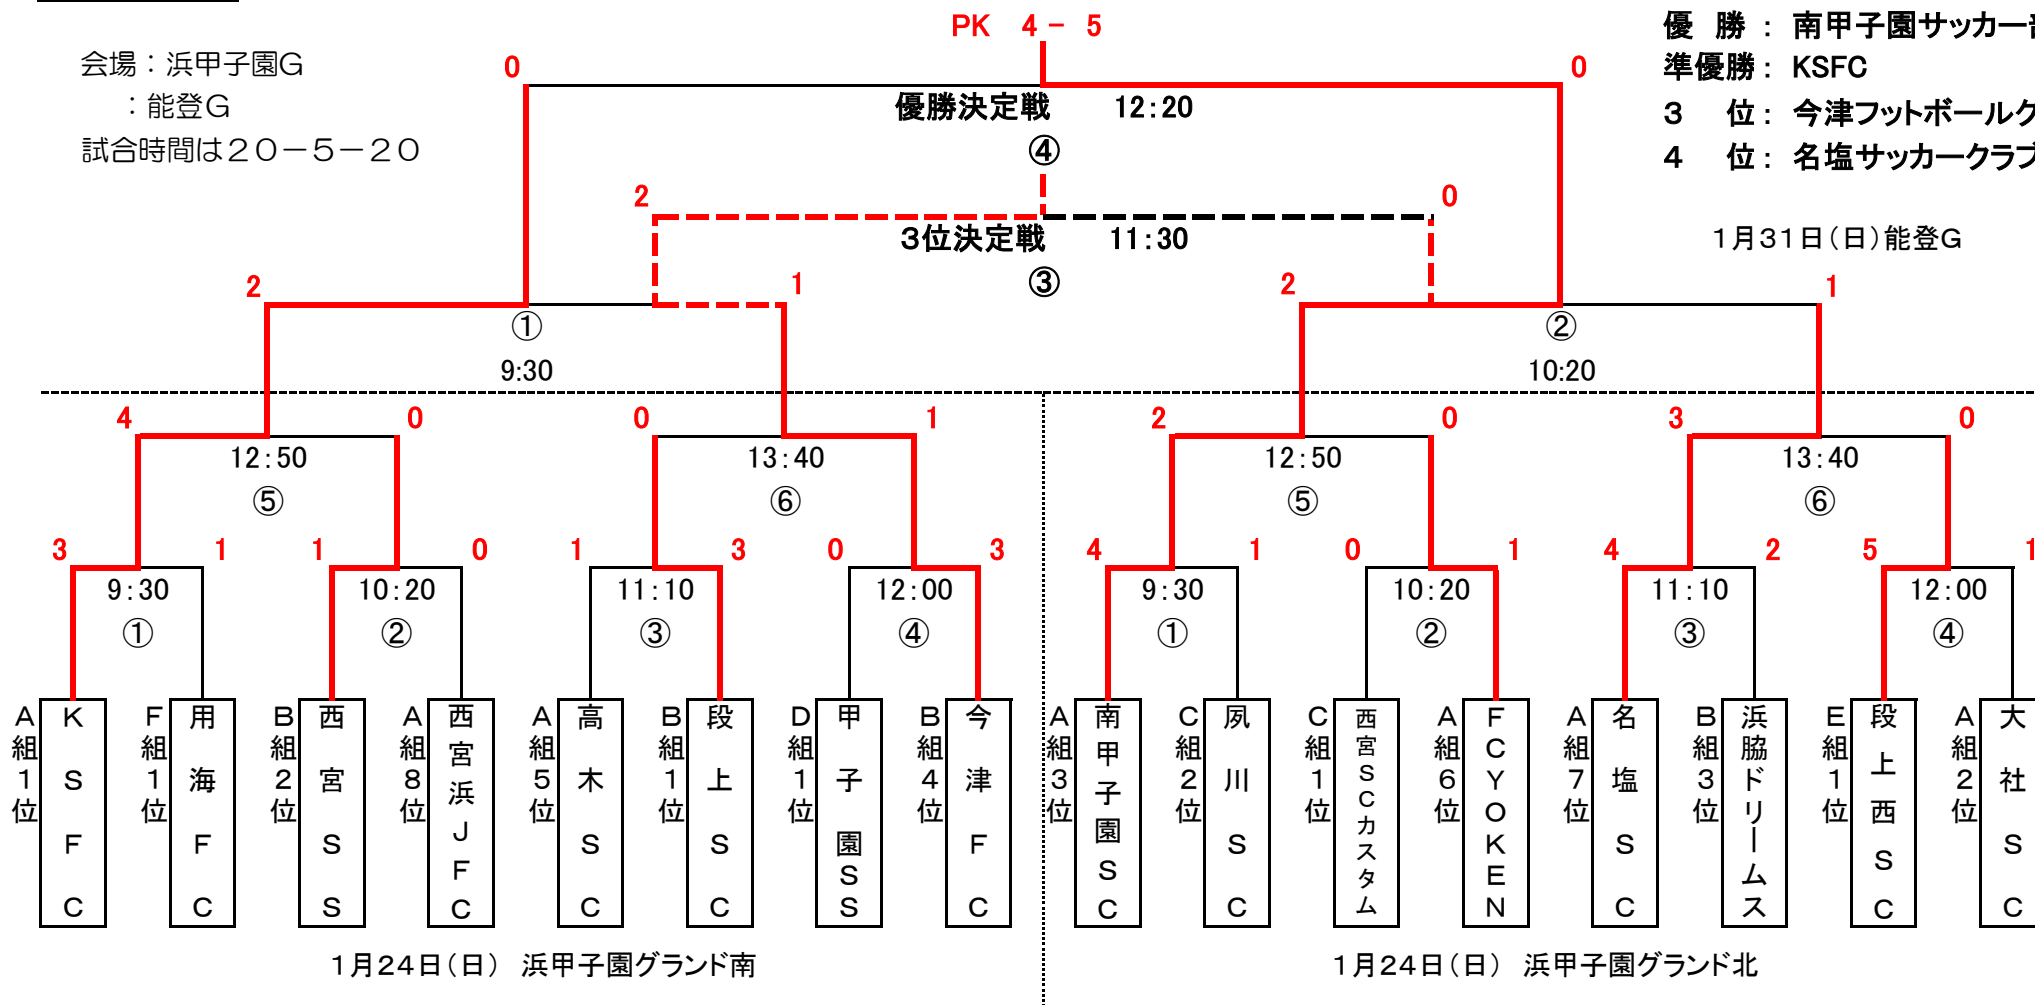 PK 4 - 5
優 勝 : 南甲子園サッカー
準優勝 : KSFC
3 位 : 今津フットボールク
4 位 : 名塩サッカークラブ
会場：浜甲子園G
：能登G
試合時間は20－5－20
0 0
優勝決定戦 12:20
④
2 0
3位決定戦 11:30
③
1月31日(日)能登G
2 1 2 1
① ②
9:30 10:20
4 0 0 1 2 0 3 0
12:50 13:40 12:50 13:40
⑤ ⑥ ⑤ ⑥
3 1 1 0 1 3 0 3 4 1 0 1 4 2 5 1
9:30 10:20 11:10 12:00 9:30 10:20 11:10 12:00
① ② ③ ④ ① ② ③ ④
A組1位 KSFC
F組1位 用海FC
B組2位 西宮SS
A組8位 西宮浜JFC
A組5位 高木SC
B組1位 段上SC
D組1位 甲子園SS
B組4位 今津FC
A組3位 南甲子園SC
C組2位 夙川SC
C組1位 西宮SCカスタム
A組6位 FCYOKEN
A組7位 名塩SC
B組3位 浜脇ドリームス
E組1位 段上西SC
A組2位 大社SC
1月24日(日) 浜甲子園グランド南
1月24日(日) 浜甲子園グランド北